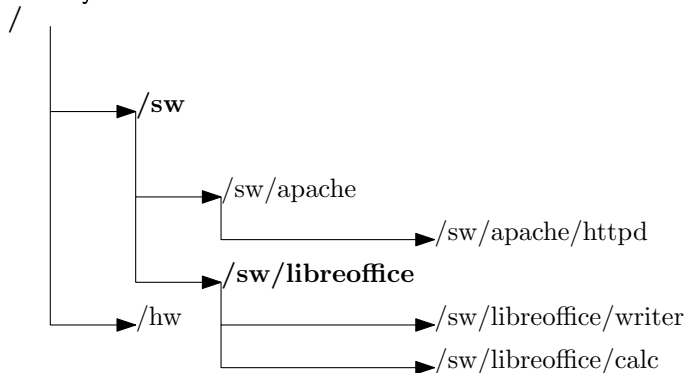 /
/sw
/sw/apache
/sw/apache/httpd
/sw/libreoffice
/hw
/sw/libreoffice/writer
/sw/libreoffice/calc